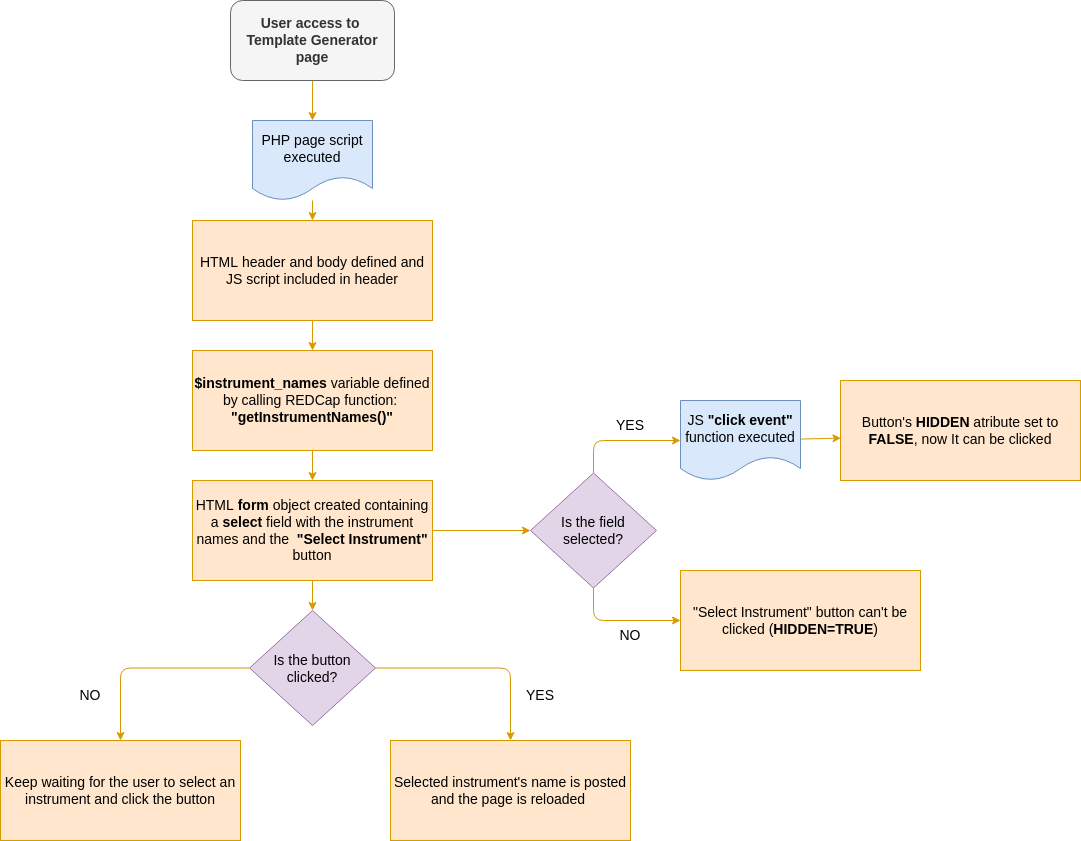 User access to
Template Generator
page
PHP page script
executed
HTML header and body defined and
JS script included in header
$instrument_names variable defined
by calling REDCap function:
"getInstrumentNames()"
HTML form object created containing
a select field with the instrument
names and the "Select Instrument"
button
Is the field
selected?
YES
JS "click event"
function executed
Button's HIDDEN atribute set to
FALSE, now It can be clicked
NO
"Select Instrument" button can't be
clicked (HIDDEN=TRUE)
Is the button
clicked?
NO
YES
Keep waiting for the user to select an
instrument and click the button
Selected instrument's name is posted
and the page is reloaded